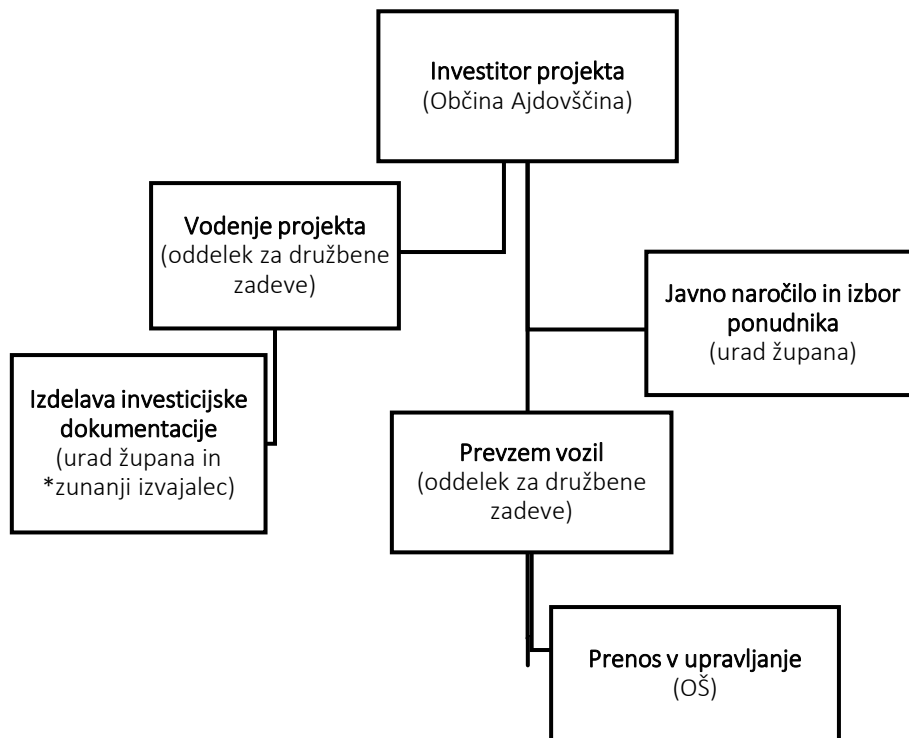 Investitor projekta
(Občina Ajdovščina)
Vodenje projekta
(oddelek za družbene
zadeve)
Javno naročilo in izbor
ponudnika
(urad župana)
Izdelava investicijske
dokumentacije
(urad župana in
*zunanji izvajalec)
Prevzem vozil
(oddelek za družbene
zadeve)
Prenos v upravljanje
(OŠ)